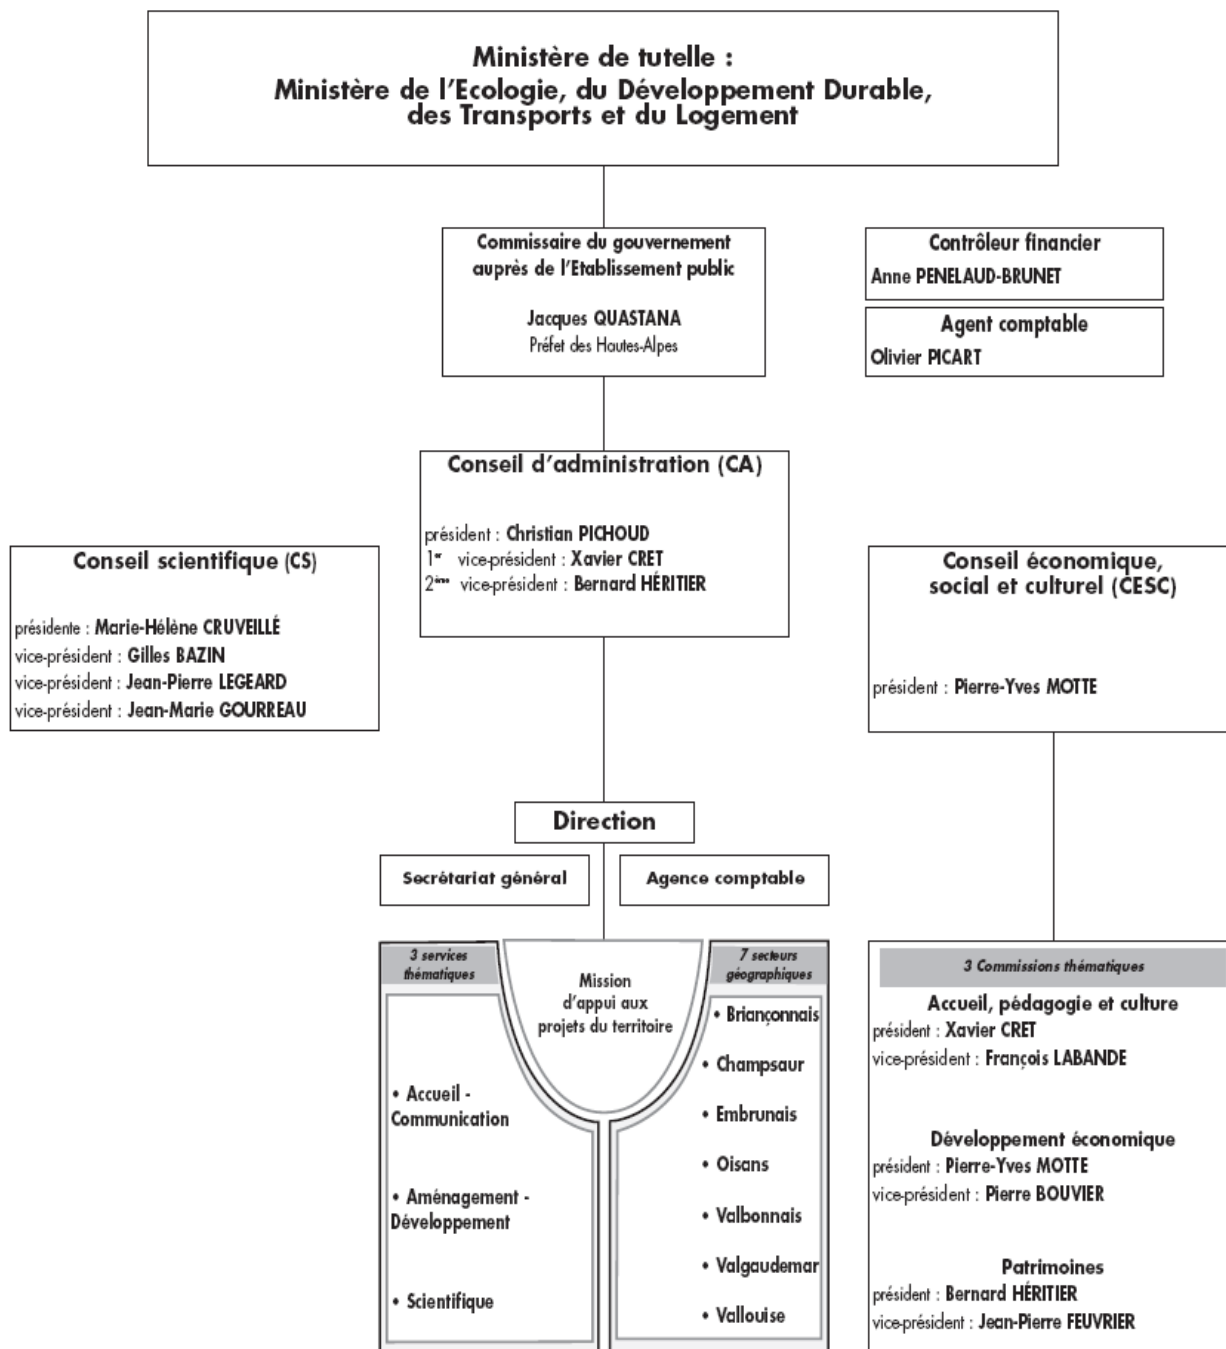 Ministère de tutelle :
Ministère de l'Ecologie, du Développement Durable,
des Transports et du Logement
Commissaire du gouvernement
auprès de l'Etablissement public
Jacques QUASTANA
Préfet des Hautes-Alpes
Contrôleur financier
Anne PENELAUD-BRUNET
Agent comptable
Olivier PICART
Conseil d'administration (CA)
président : Christian PICHOUD
1er vice-président : Xavier CRET
2ème vice-président : Bernard HÉRITIER
Conseil scientifique (CS)
présidente : Marie-Hélène CRUVEILLÉ
vice-président : Gilles BAZIN
vice-président : Jean-Pierre LEGEARD
vice-président : Jean-Marie GOURREAU
Conseil économique,
social et culturel (CESC)
président : Pierre-Yves MOTTE
Direction
Secrétariat général
Agence comptable
3 services
thématiques
• Accueil -
Communication
• Aménagement -
Développement
• Scientifique
Mission
d'appui aux
projets du territoire
7 secteurs
géographiques
• Briançonnais
• Champsaur
• Embrunais
• Oisans
• Valbonnais
• Valgaudemar
• Vallouise
3 Commissions thématiques
Accueil, pédagogie et culture
président : Xavier CRET
vice-président : François LABANDE
Développement économique
président : Pierre-Yves MOTTE
vice-président : Pierre BOUVIER
Patrimoines
président : Bernard HÉRITIER
vice-président : Jean-Pierre FEUVRIER